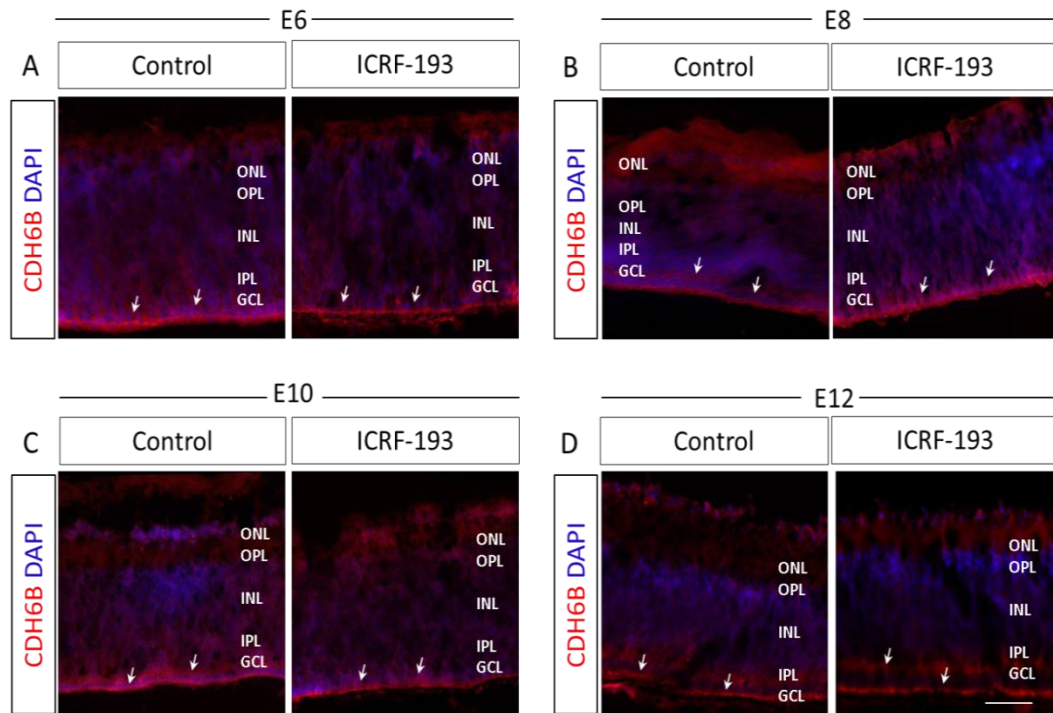 E6
A
Control
ICRF-193
CDH6B DAPI
ONL
OPL
INL
IPL
GCL
ONL
OPL
INL
IPL
GCL
E8
B
Control
ICRF-193
CDH6B DAPI
ONL
OPL
INL
IPL
GCL
ONL
OPL
INL
IPL
GCL
E10
C
Control
ICRF-193
CDH6B DAPI
ONL
OPL
INL
IPL
GCL
ONL
OPL
INL
IPL
GCL
E12
D
Control
ICRF-193
CDH6B DAPI
ONL
OPL
INL
IPL
GCL
ONL
OPL
INL
IPL
GCL